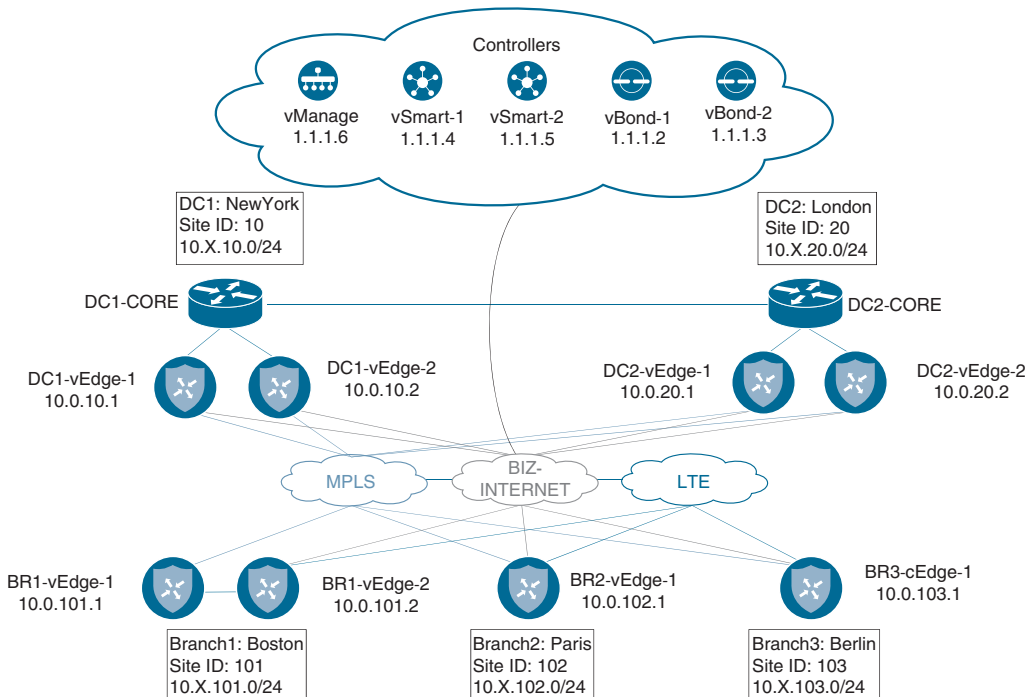 Controllers
vManage
1.1.1.6
vSmart-1
1.1.1.4
vSmart-2
1.1.1.5
vBond-1
1.1.1.2
vBond-2
1.1.1.3
DC1: NewYork
Site ID: 10
10.X.10.0/24
DC2: London
Site ID: 20
10.X.20.0/24
DC1-CORE
DC2-CORE
DC1-vEdge-1
10.0.10.1
DC1-vEdge-2
10.0.10.2
DC2-vEdge-1
10.0.20.1
DC2-vEdge-2
10.0.20.2
MPLS
BIZ-
INTERNET
LTE
BR1-vEdge-1
10.0.101.1
BR1-vEdge-2
10.0.101.2
BR2-vEdge-1
10.0.102.1
BR3-cEdge-1
10.0.103.1
Branch1: Boston
Site ID: 101
10.X.101.0/24
Branch2: Paris
Site ID: 102
10.X.102.0/24
Branch3: Berlin
Site ID: 103
10.X.103.0/24